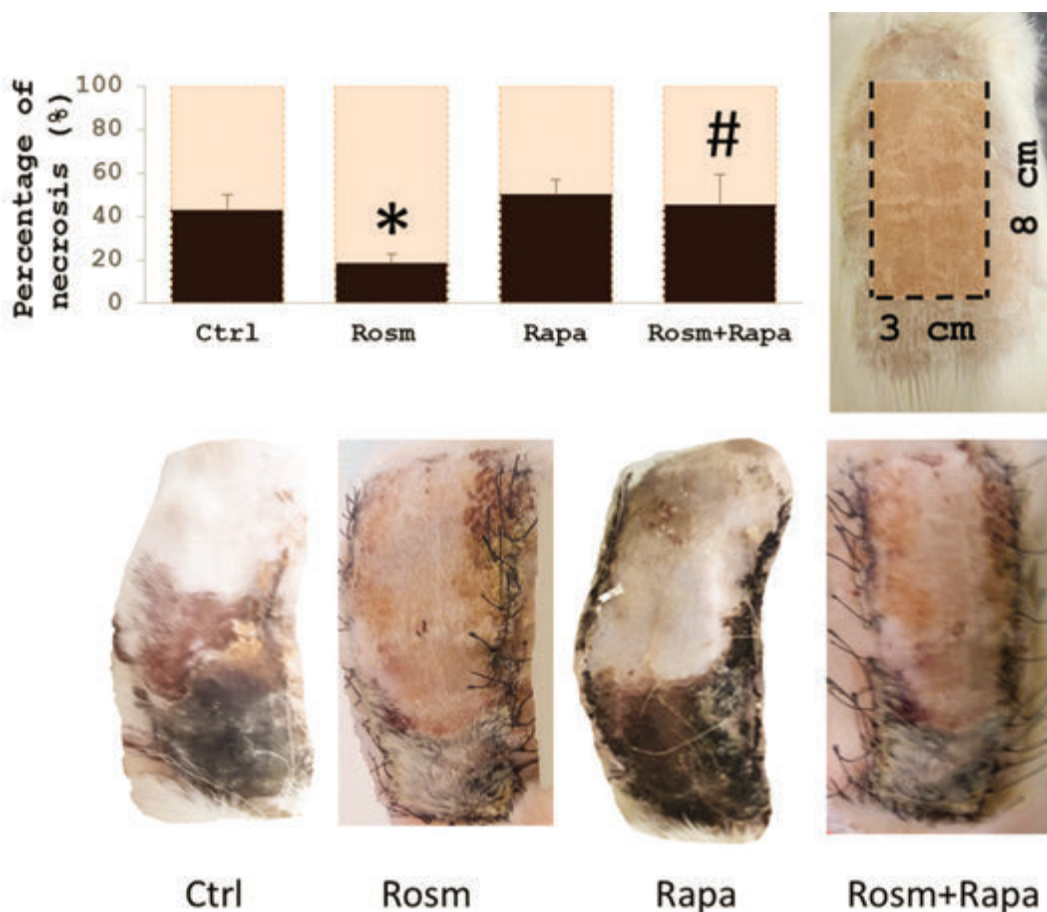 Percentage of
necrosis (%)
100
80
60
40
20
0
*
#
Ctrl
Rosm
Rapa
Rosm+Rapa
8 cm
3 cm
Ctrl
Rosm
Rapa
Rosm+Rapa